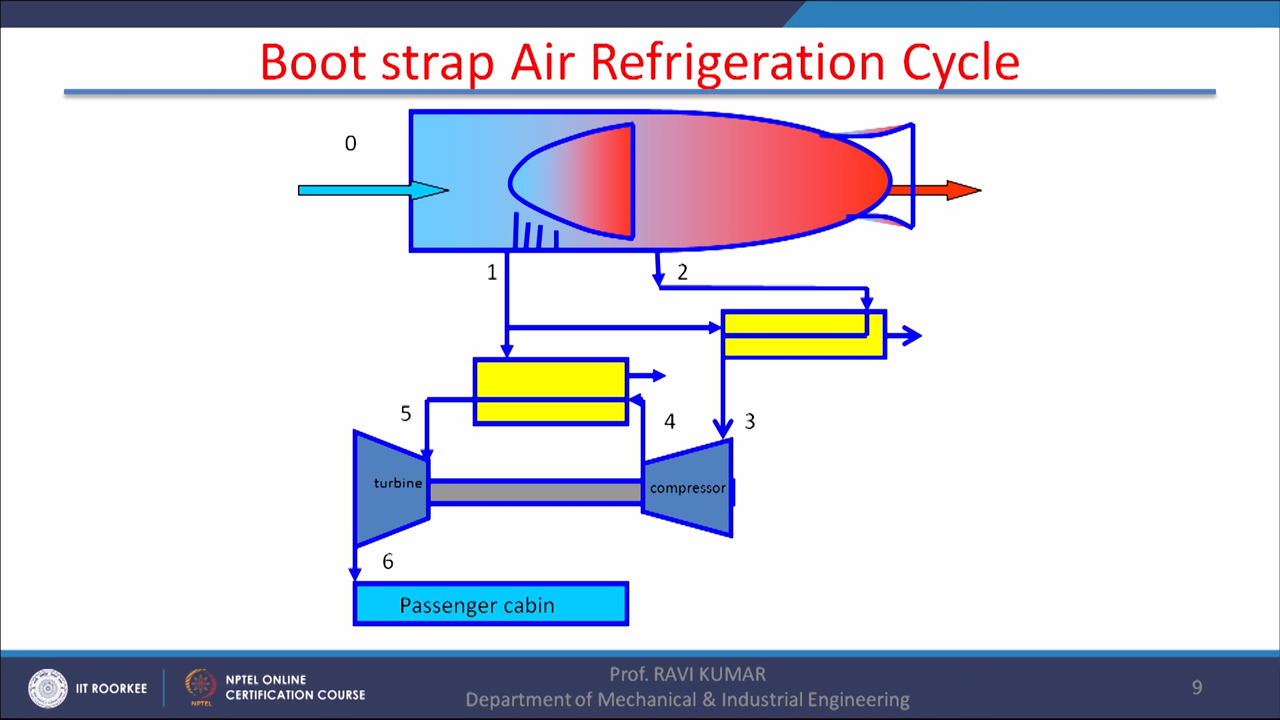 Boot strap Air Refrigeration Cycle
0
1
2
5
4
3
turbine
compressor
6
Passenger cabin
IIT ROORKEE
NPTEL ONLINE
CERTIFICATION COURSE
NPTEL
Prof. RAVI KUMAR
Department of Mechanical & Industrial Engineering
9